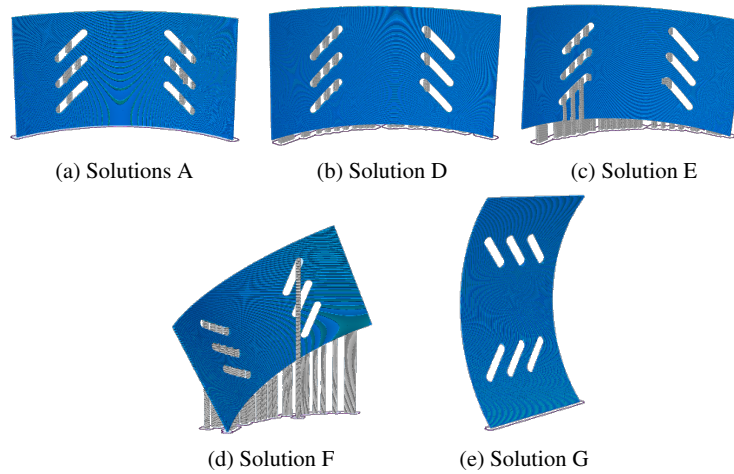 (a) Solutions A
(b) Solution D
(c) Solution E
(d) Solution F
(e) Solution G